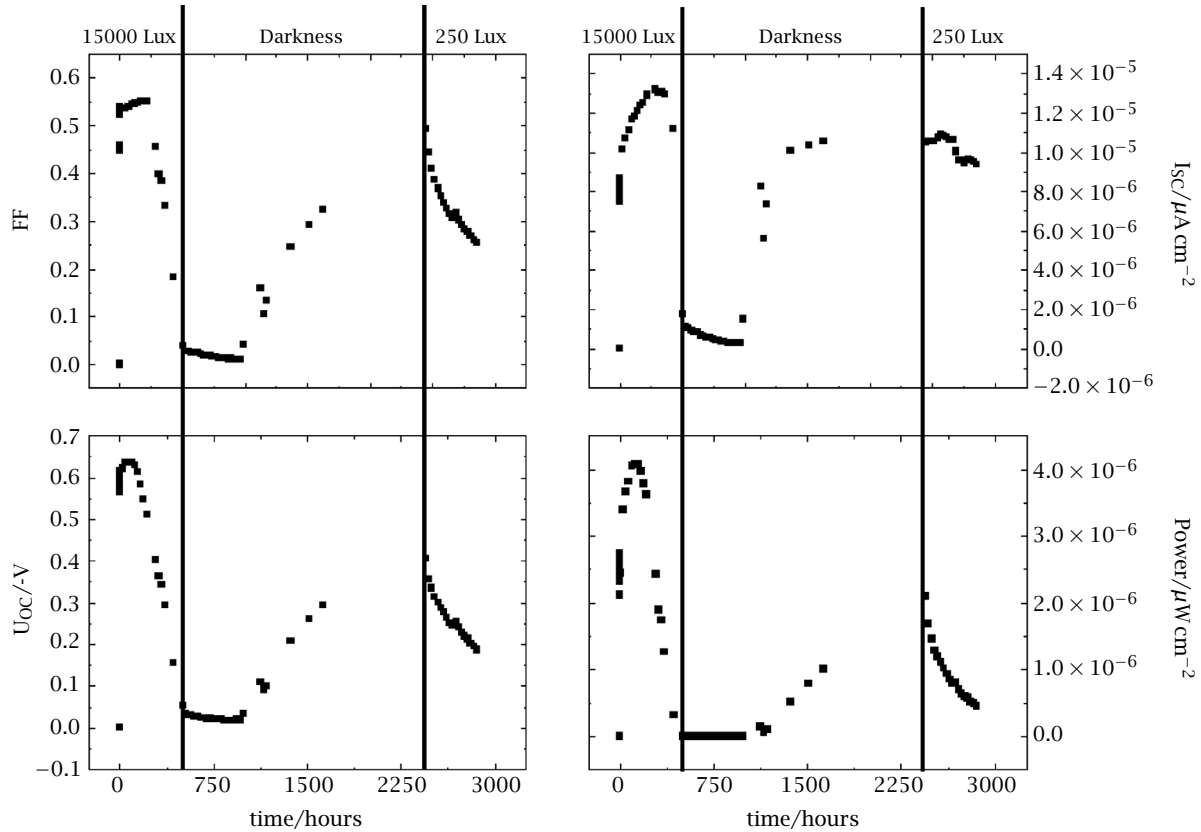 15000 Lux Darkness 250 Lux
0.6
0.5
0.4
0.3
0.2
0.1
0.0
FF
15000 Lux Darkness 250 Lux
1.4 × 10⁻⁵
1.2 × 10⁻⁵
1.0 × 10⁻⁵
8.0 × 10⁻⁶
6.0 × 10⁻⁶
4.0 × 10⁻⁶
2.0 × 10⁻⁶
0.0
−2.0 × 10⁻⁶
ISC/μA cm⁻²
0.7
0.6
0.5
0.4
0.3
0.2
0.1
0.0
−0.1
UOC/-V
0 750 1500 2250 3000
time/hours
4.0 × 10⁻⁶
3.0 × 10⁻⁶
2.0 × 10⁻⁶
1.0 × 10⁻⁶
0.0
Power/μW cm⁻²
0 750 1500 2250 3000
time/hours